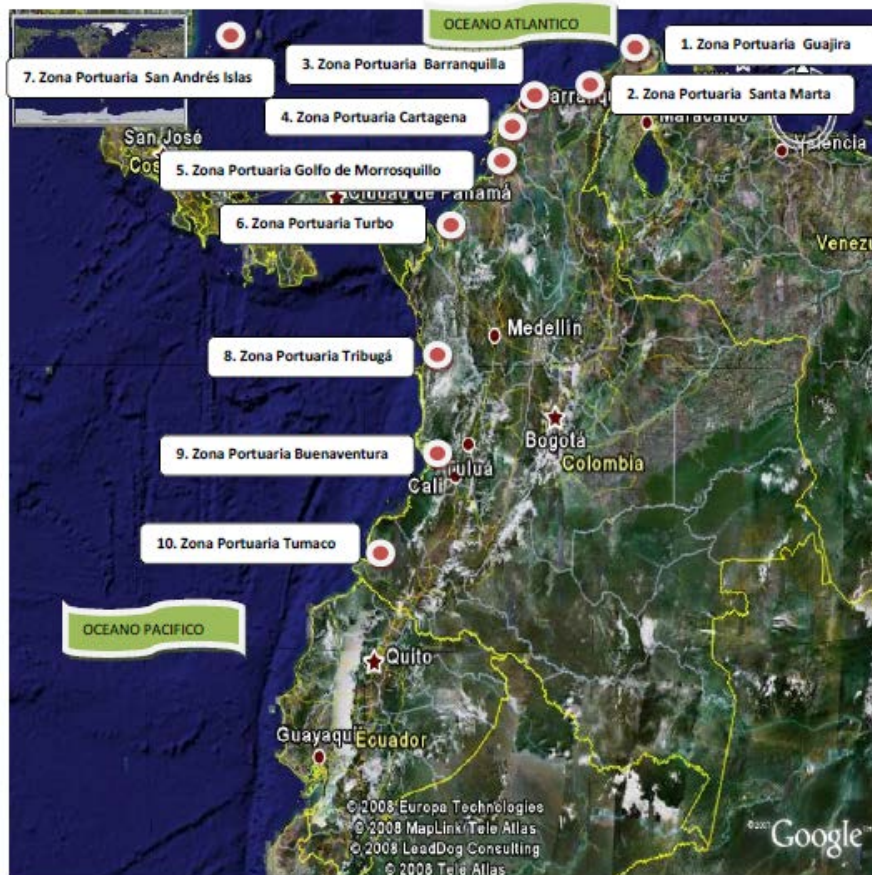 OCEANO ATLANTICO
1. Zona Portuaria Guajira
3. Zona Portuaria Barranquilla
7. Zona Portuaria San Andrés Islas
2. Zona Portuaria Santa Marta
4. Zona Portuaria Cartagena
Maracaibo
San José
Valencia
5. Zona Portuaria Golfo de Morrosquillo
Ciudad de Panamá
6. Zona Portuaria Turbo
Medellín
8. Zona Portuaria Tribugá
Bogotá
9. Zona Portuaria Buenaventura
Colombia
Tuluá
Cali
10. Zona Portuaria Tumaco
OCEANO PACIFICO
Quito
Ecuador
© 2008 Europa Technologies
© 2008 MapLink/Tele Atlas
© 2008 LeadDog Consulting
© 2008 Tele Atlas
Google